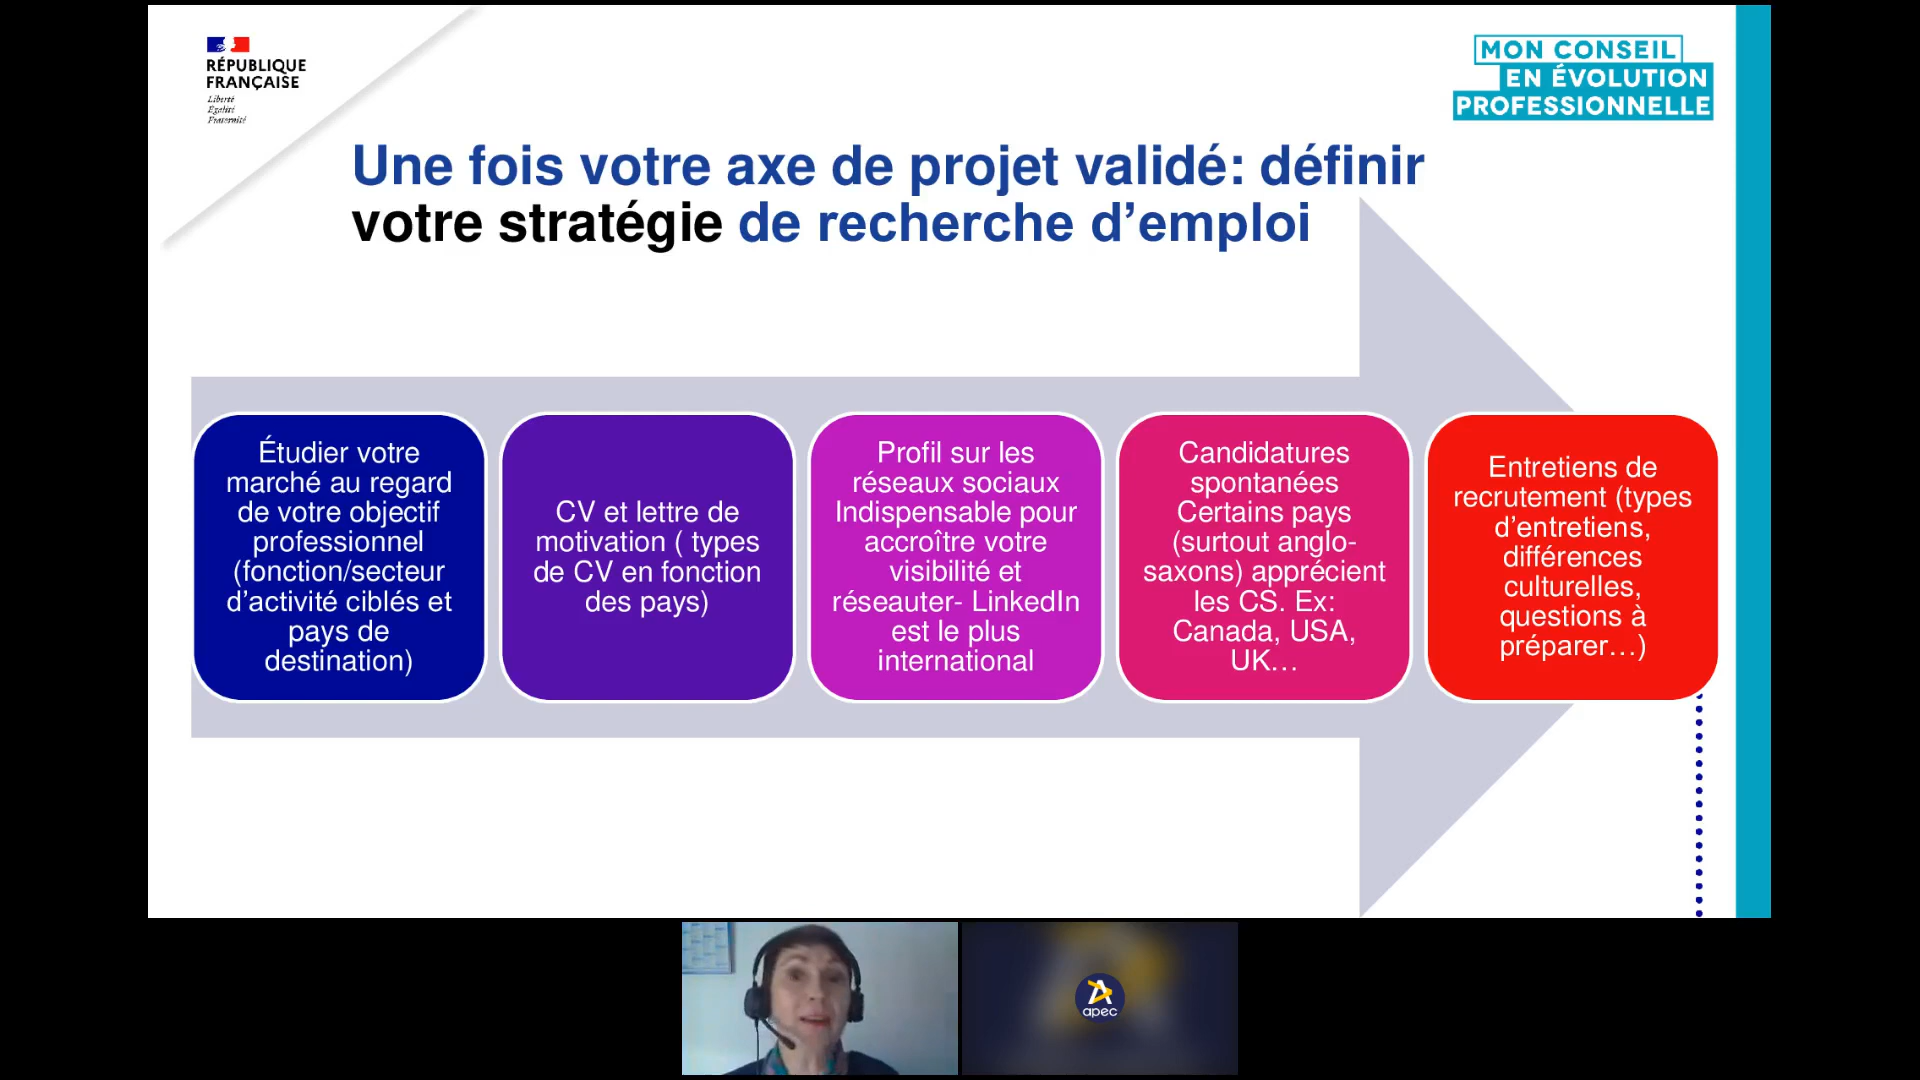 RÉPUBLIQUE
FRANÇAISE
Liberté
Égalité
Fraternité
MON CONSEIL
EN ÉVOLUTION
PROFESSIONNELLE
Une fois votre axe de projet validé: définir
votre stratégie de recherche d’emploi
Étudier votre
marché au regard
de votre objectif
professionnel
(fonction/secteur
d’activité ciblés et
pays de
destination)
CV et lettre de
motivation ( types
de CV en fonction
des pays)
Profil sur les
réseaux sociaux
Indispensable pour
accroître votre
visibilité et
réseauter- LinkedIn
est le plus
international
Candidatures
spontanées
Certains pays
(surtout anglo-
saxons) apprécient
les CS. Ex:
Canada, USA,
UK…
Entretiens de
recrutement (types
d’entretiens,
différences
culturelles,
questions à
préparer…)
apec